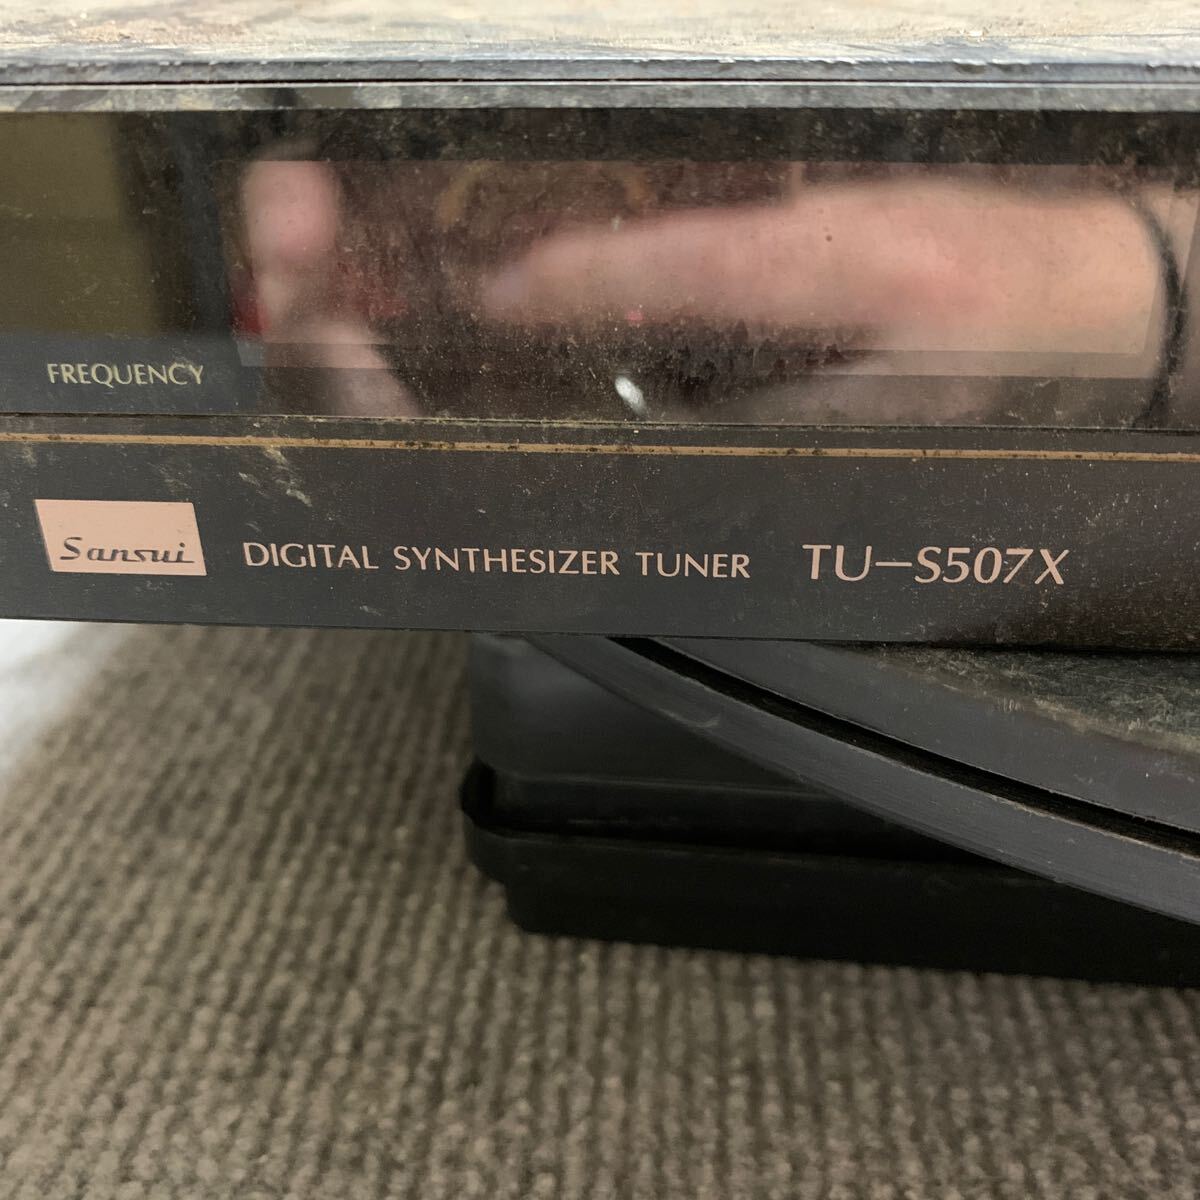 FREQUENCY
Sansui DIGITAL SYNTHESIZER TUNER TU-S507X